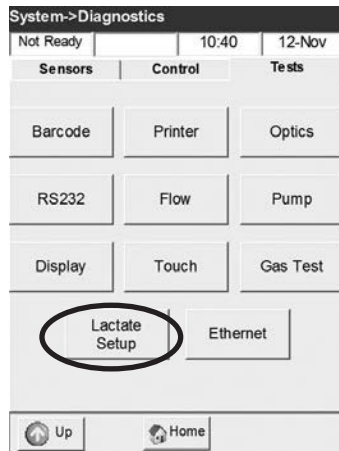 System->Diagnostics
Not Ready 10:40 12-Nov
Sensors Control Tests
Barcode Printer Optics
RS232 Flow Pump
Display Touch Gas Test
Lactate
Setup
Ethernet
Up Home